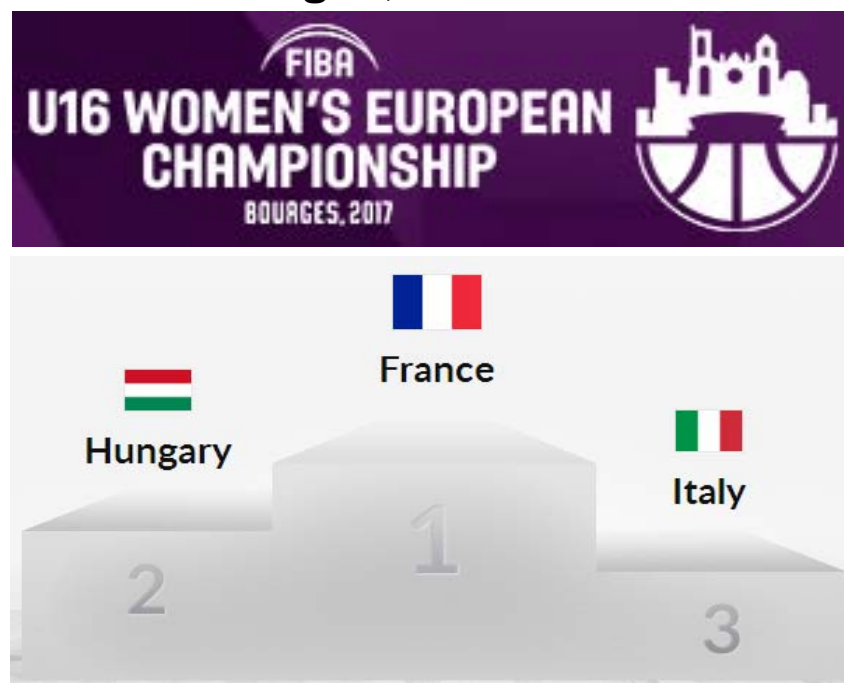 FIBA
U16 WOMEN'S EUROPEAN
CHAMPIONSHIP
BOURGES, 2017
France
Hungary
Italy
1
2
3